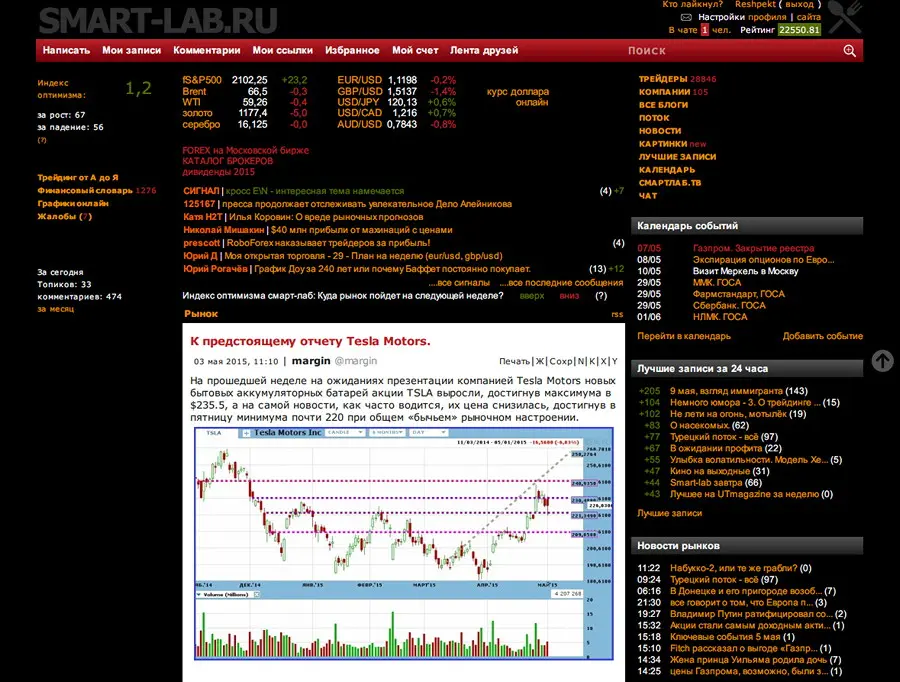 SMART-LAB.RU
Кто лайкнул? Reshpekt ( выход )
Настройки профиля | сайта
В чате 1 чел. Рейтинг 22550.81
Написать Мои записи Комментарии Мои ссылки Избранное Мой счет Лента друзей ПОИСК
Индекс оптимизма: 1,2
за рост: 67
за падение: 56
(?)
Трейдинг от А до Я
Финансовый словарь 1276
Графики онлайн
Жалобы (7)
За сегодня
Топиков: 33
комментариев: 474
за месяц
fS&P500 2102,25 +23,2
Brent 66,5 -0,3
WTI 59,26 -0,4
золото 1177,4 -5,0
серебро 16,125 -0,0
EUR/USD 1,1198 -0,2%
GBP/USD 1,5137 -1,4%
USD/JPY 120,13 +0,6%
USD/CAD 1,216 +0,7%
AUD/USD 0,7843 -0,8%
курс доллара
онлайн
FOREX на Московской бирже
КАТАЛОГ БРОКЕРОВ
дивиденды 2015
СИГНАЛ | кросс E\N - интересная тема намечается (4) +7
125167 | пресса продолжает отслеживать увлекательное Дело Апейникова
Катя Н2Т | Илья Коровин: О вреде рыночных прогнозов
Николай Мишакин | $40 млн прибыли от махинаций с ценами
prescott | RoboForex наказывает трейдеров за прибыль! (4)
Юрий Д | Моя открытая торговля - 29 - План на неделю (eur/usd, gbp/usd)
Юрий Рогачёв | График Доу за 240 лет или почему Баффет постоянно покупает. (13) +12
....все сигналы ....все последние сообщения
Индекс оптимизма смарт-лаб: Куда рынок пойдет на следующей неделе? вверх вниз (?)
Рынок rss
К предстоящему отчету Tesla Motors.
03 мая 2015, 11:10 | margin @margin Печать|Ж|Сохр|N|K|X|Y
На прошедшей неделе на ожиданиях презентации компанией Tesla Motors новых
бытовых аккумуляторных батарей акции TSLA выросли, достигнув максимума в
$235.5, а на самой новости, как часто водится, их цена снизилась, достигнув в
пятницу минимума почти 220 при общем «бычьем» рыночном настроении.
TSLA Tesla Motors Inc CANDLE 6 MONTHS DAY
11/03/2014 - 05/01/2015
ДЕК.'14 ЯНВ.'15 ФЕВР.'15 МАРТ'15 АПР.'15 МАЙ'15
Volume (Millions) 4 207 268
20
15
10
5
0
ТРЕЙДЕРЫ 28846
КОМПАНИИ 105
ВСЕ БЛОГИ
ПОТОК
НОВОСТИ
КАРТИНКИ new
ЛУЧШИЕ ЗАПИСИ
КАЛЕНДАРЬ
СМАРТЛАБ.ТВ
ЧАТ
Календарь событий
07/05 Газпром. Закрытие реестра
08/05 Экспирация опционов по Евро...
10/05 Визит Меркель в Москву
29/05 ММК. ГОСА
29/05 Фармстандарт, ГОСА
29/05 Сбербанк. ГОСА
01/06 НЛМК. ГОСА
Перейти в календарь Добавить событие
Лучшие записи за 24 часа
+205 9 мая, взгляд иммигранта (143)
+104 Немного юмора - 3. О трейдинге ... (15)
+102 Не лети на огонь, мотылёк (19)
+83 О насекомых. (62)
+77 Турецкий поток - всё (97)
+67 В ожидании профита (22)
+55 Улыбка волатильности. Модель Хе... (5)
+47 Кино на выходные (31)
+44 Smart-lab завтра (66)
+43 Лучшее на UTmagazine за неделю (0)
Лучшие записи
Новости рынков
11:22 Набукко-2, или те же грабли? (0)
09:24 Турецкий поток - всё (97)
06:16 В Донецке и его пригороде возоб... (7)
21:30 все говорит о том, что Европа п... (3)
19:27 Владимир Путин ратифицировал со... (2)
15:32 Акции стали самым доходным акти... (1)
15:18 Ключевые события 5 мая (1)
15:10 Fitch рассказал о выгоде «Газпр... (1)
14:34 Жена принца Уильяма родила дочь (7)
14:25 цены Газпрома, возможно, были з... (1)